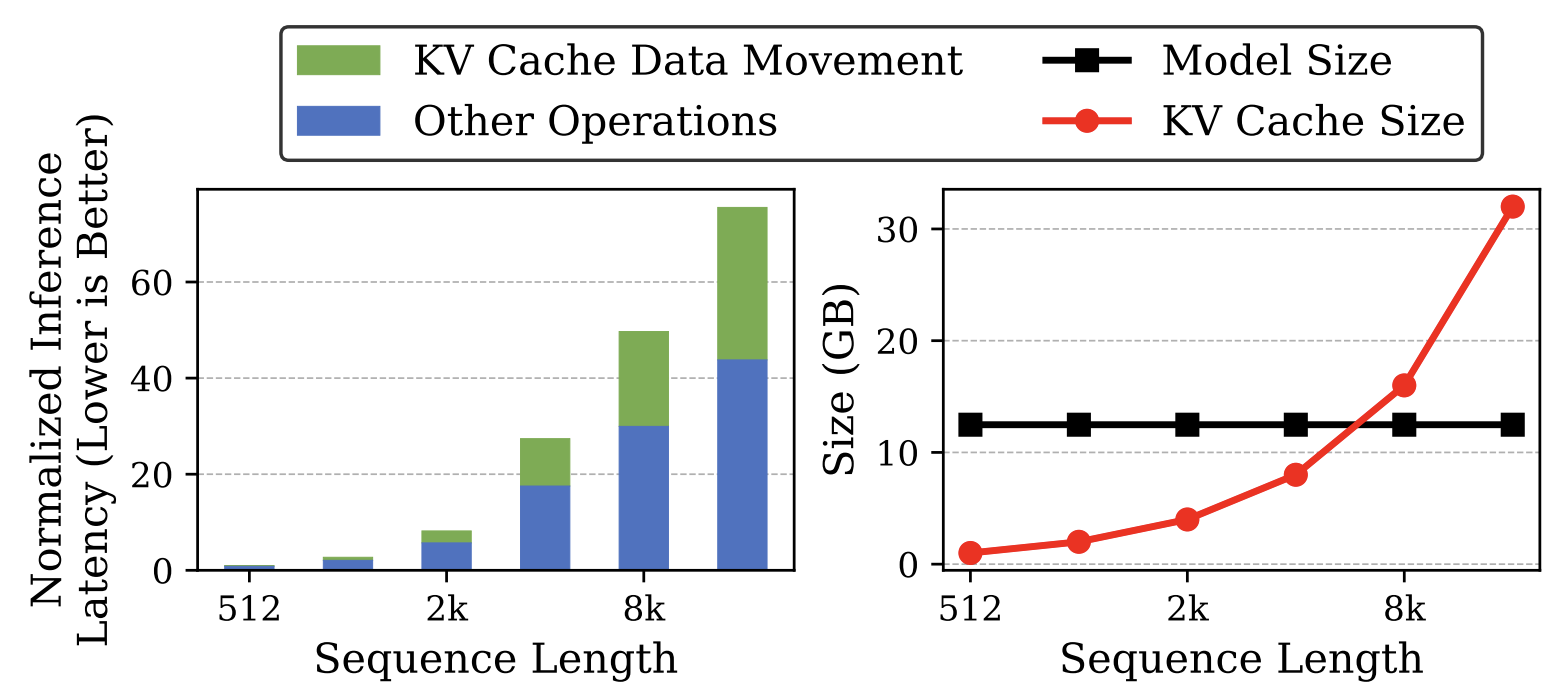 KV Cache Data Movement
Other Operations
Model Size
KV Cache Size
Normalized Inference
Latency (Lower is Better)
60
40
20
0
512
2k
8k
Sequence Length
Size (GB)
30
20
10
0
512
2k
8k
Sequence Length